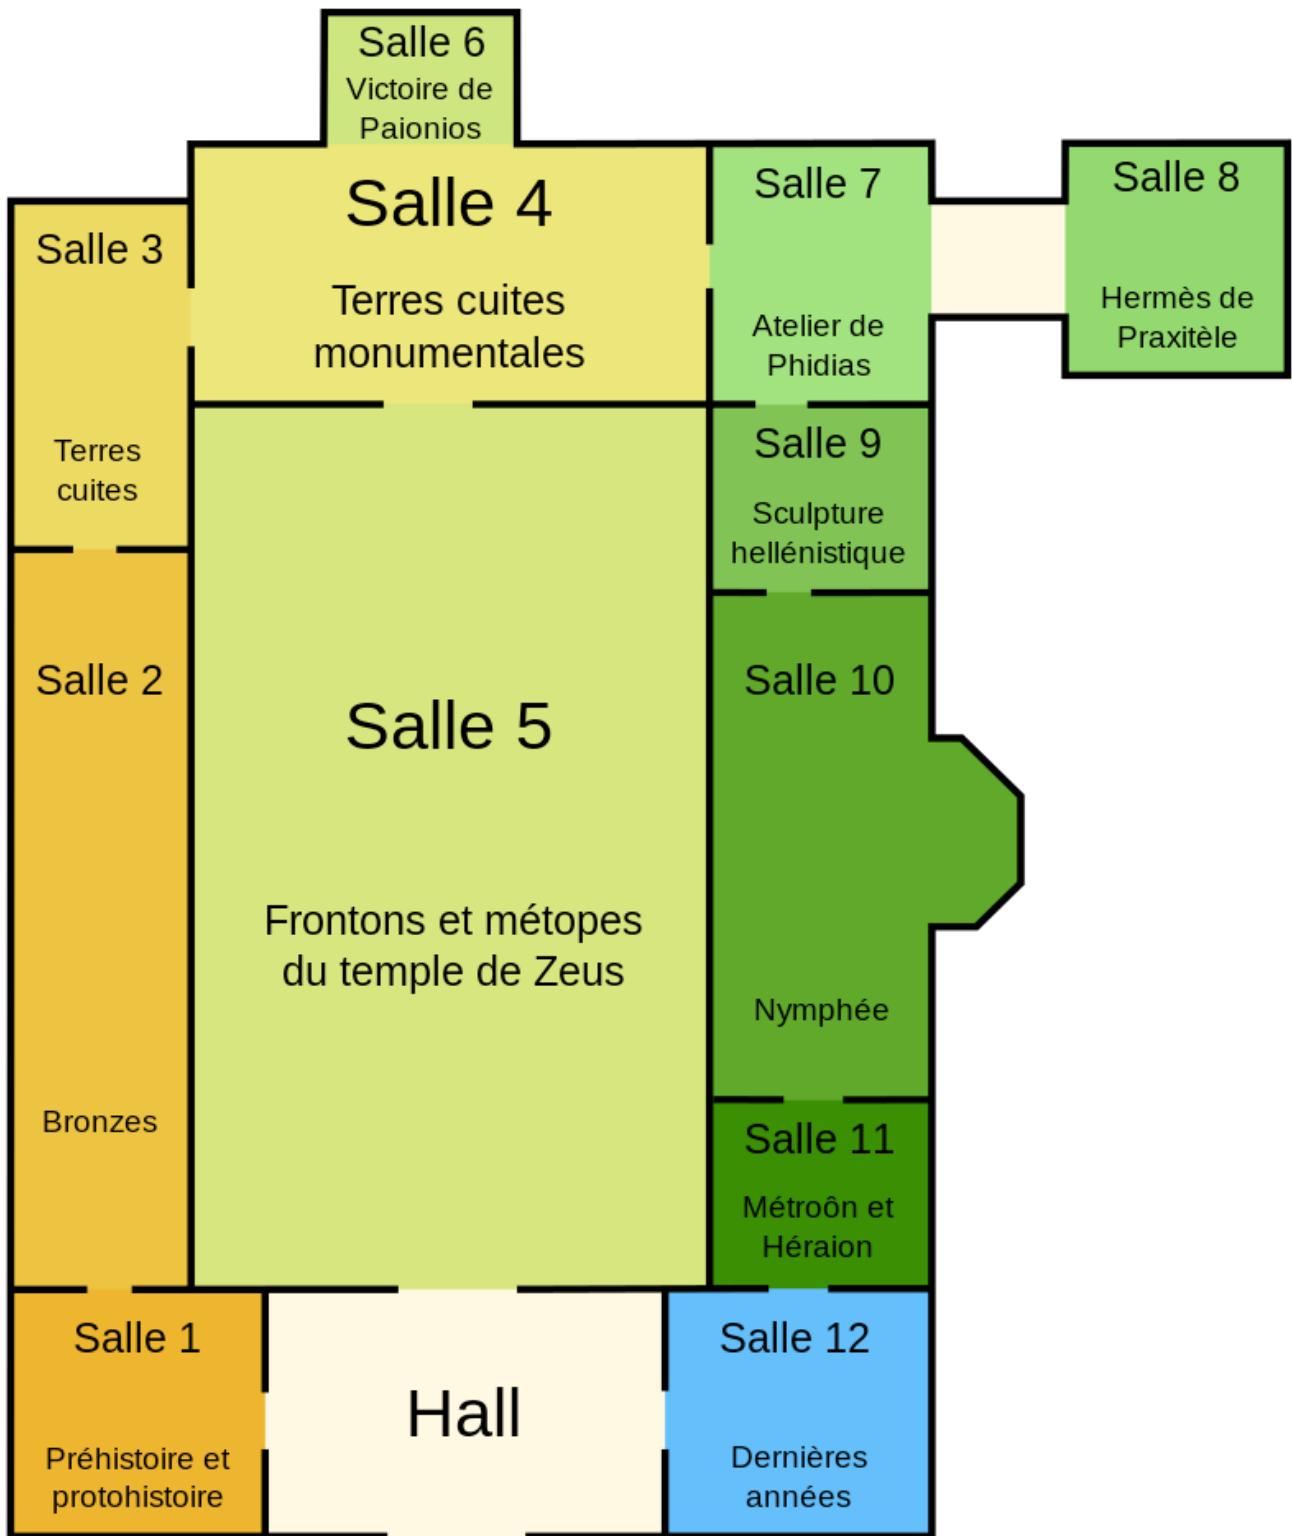 Salle 6
Victoire de
Paionios
Salle 4
Terres cuites
monumentales
Salle 7
Atelier de
Phidias
Salle 8
Hermès de
Praxitèle
Salle 3
Terres
cuites
Salle 9
Sculpture
hellénistique
Salle 2
Bronzes
Salle 5
Frontons et métopes
du temple de Zeus
Salle 10
Nymphée
Salle 11
Métroôn et
Héraion
Salle 1
Préhistoire et
protohistoire
Hall
Salle 12
Dernières
années